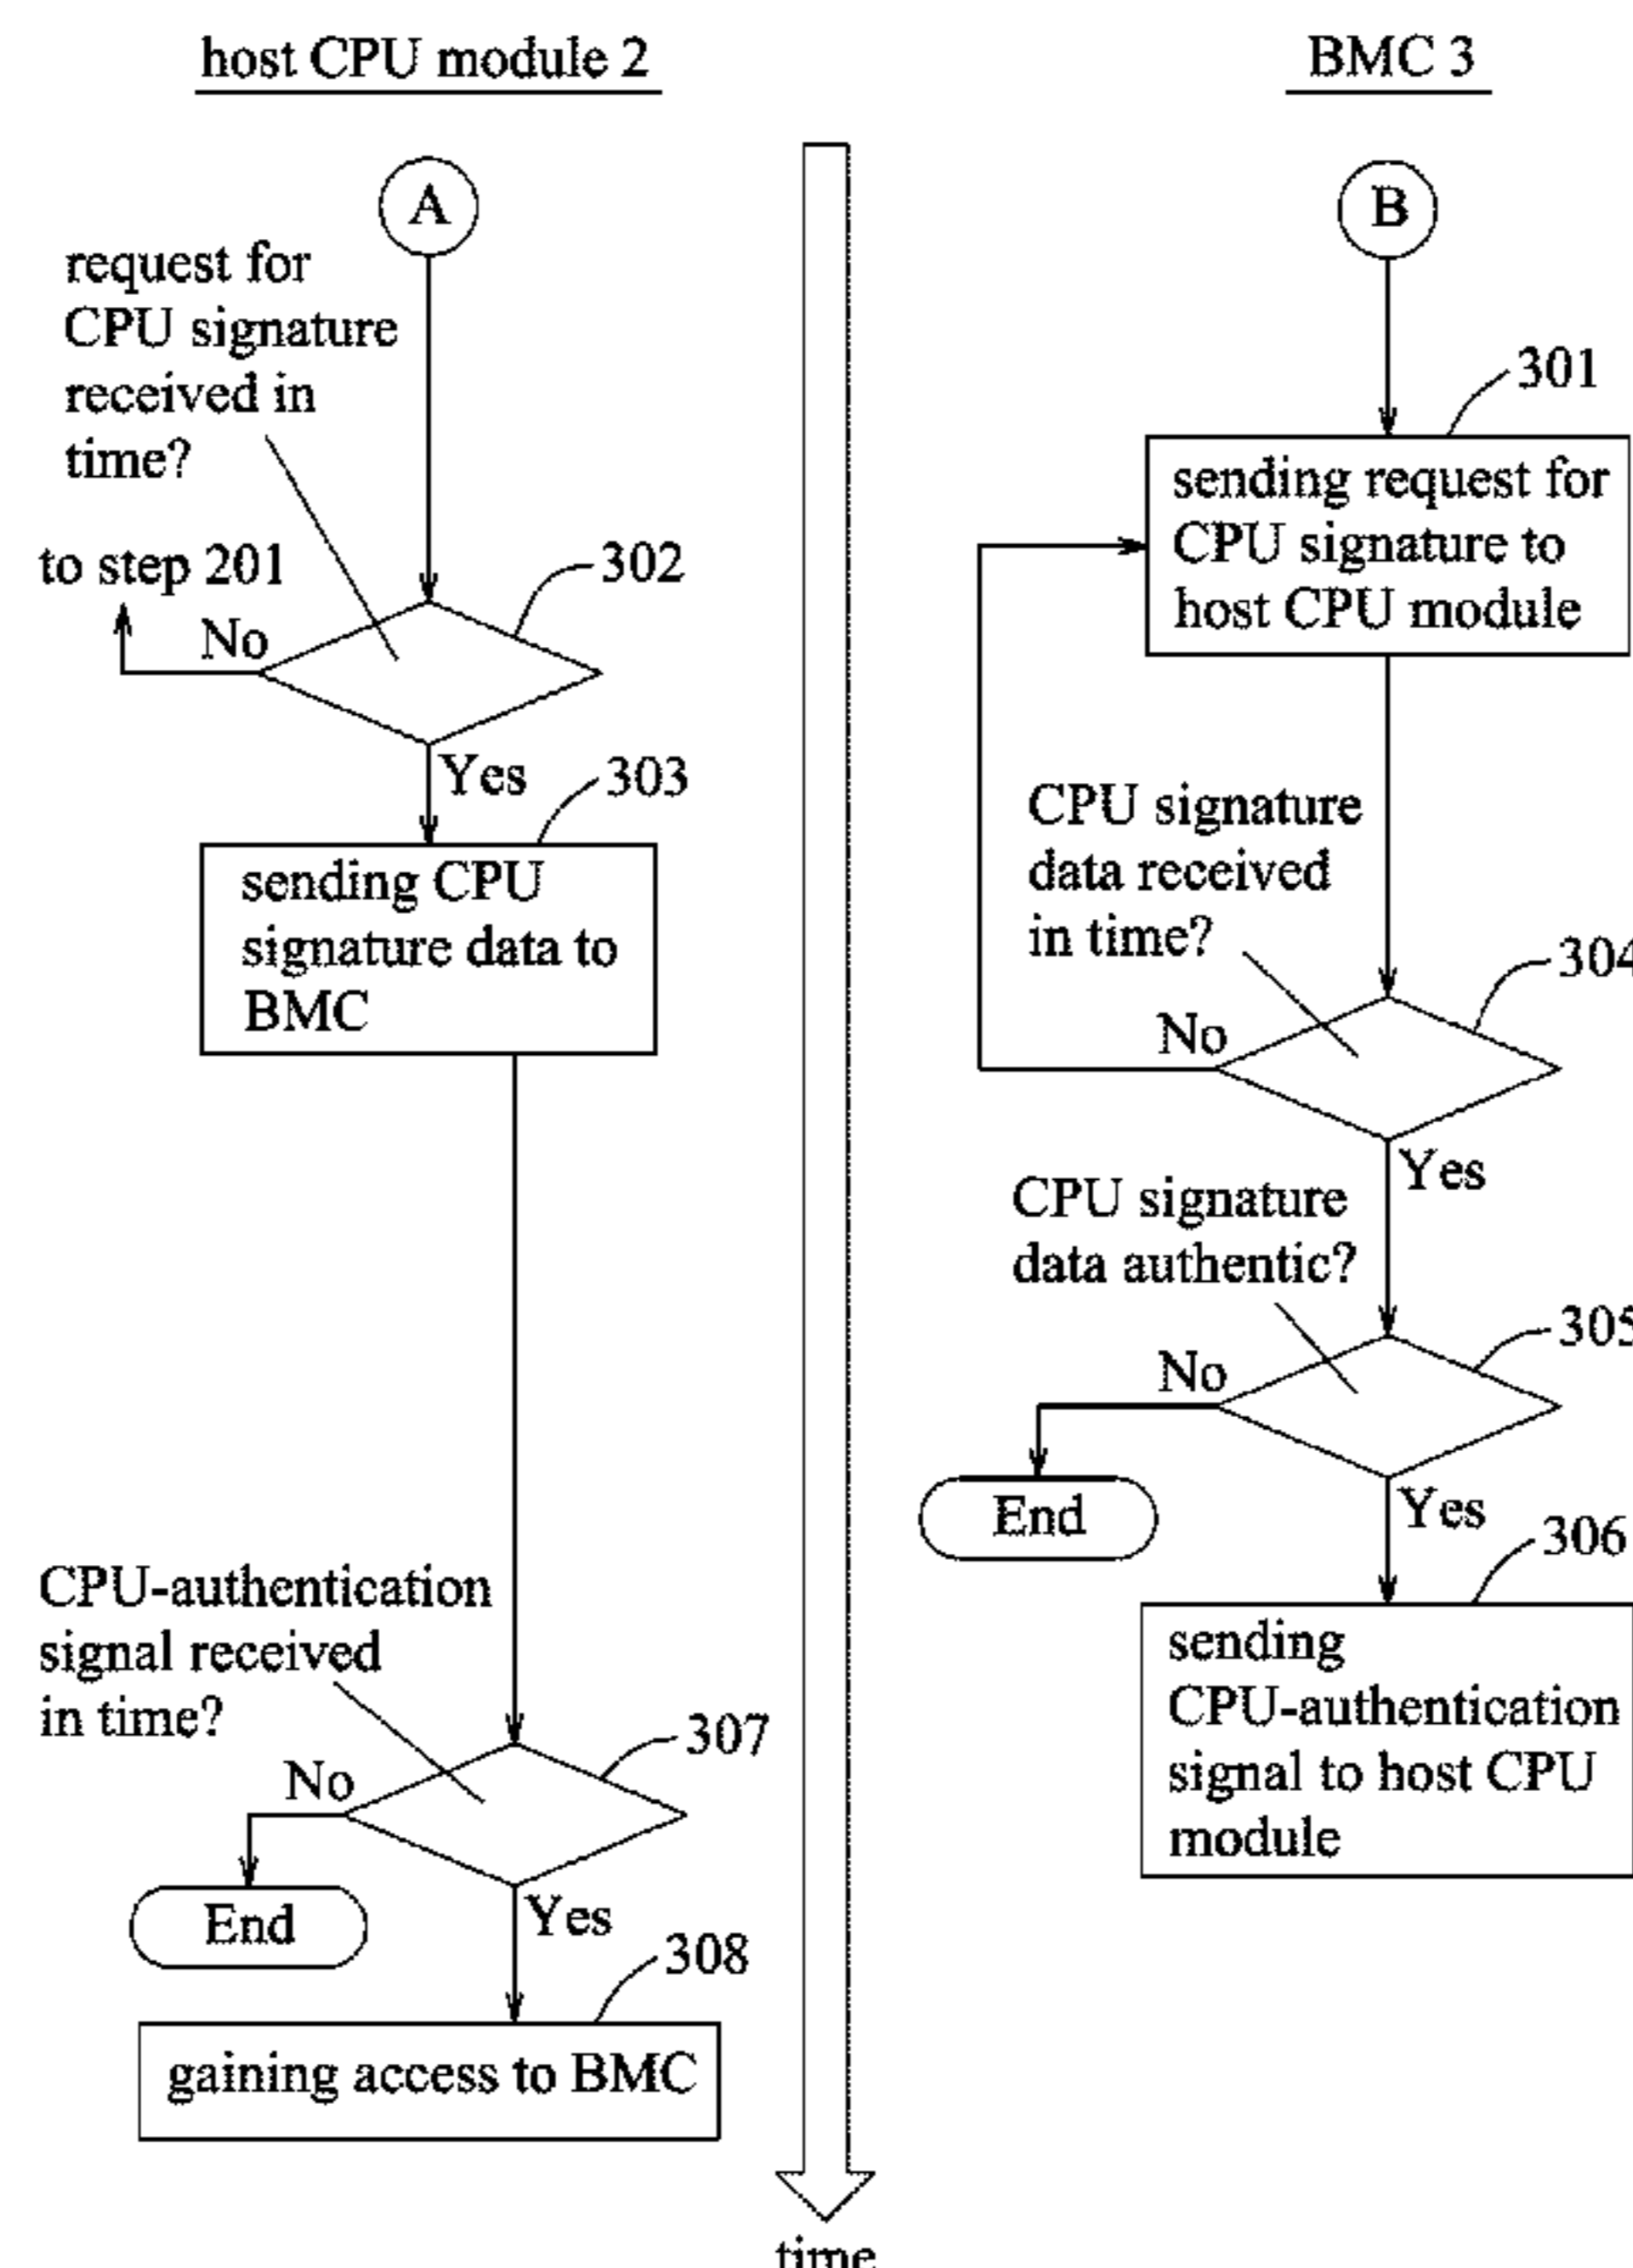 host CPU module 2
BMC 3
A
B
request for
CPU signature
received in
time?
301
sending request for
CPU signature to
host CPU module
to step 201
302
No
Yes
303
sending CPU
signature data to
BMC
CPU signature
data received
in time?
304
No
Yes
CPU signature
data authentic?
305
No
End
Yes
306
sending
CPU-authentication
signal to host CPU
module
CPU-authentication
signal received
in time?
307
No
End
Yes
308
gaining access to BMC
time